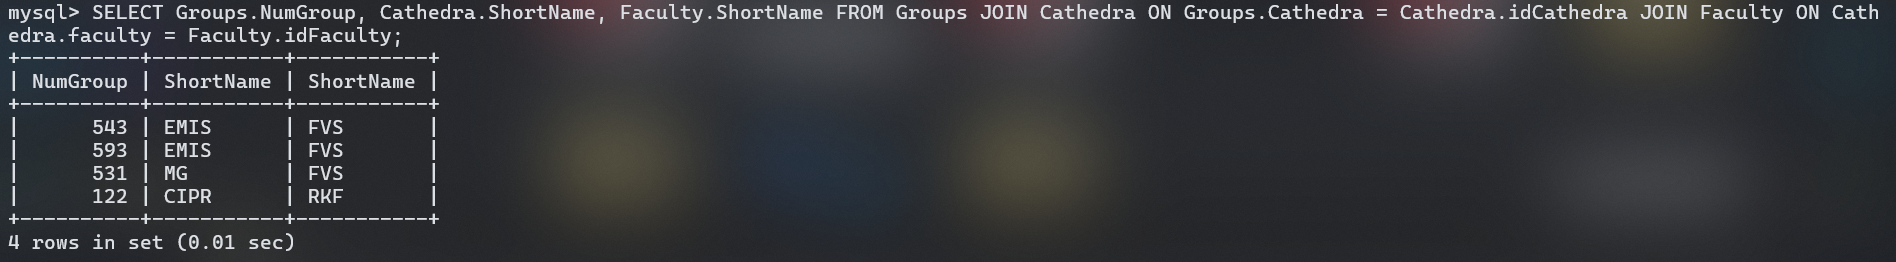 mysql> SELECT Groups.NumGroup, Cathedra.ShortName, Faculty.ShortName FROM Groups JOIN Cathedra ON Groups.Cathedra = Cathedra.idCathedra JOIN Faculty ON Cath
edra.faculty = Faculty.idFaculty;
+----------+-----------+-----------+
| NumGroup | ShortName | ShortName |
+----------+-----------+-----------+
|      543 | EMIS      | FVS       |
|      593 | EMIS      | FVS       |
|      531 | MG        | FVS       |
|      122 | CIPR      | RKF       |
+----------+-----------+-----------+
4 rows in set (0.01 sec)